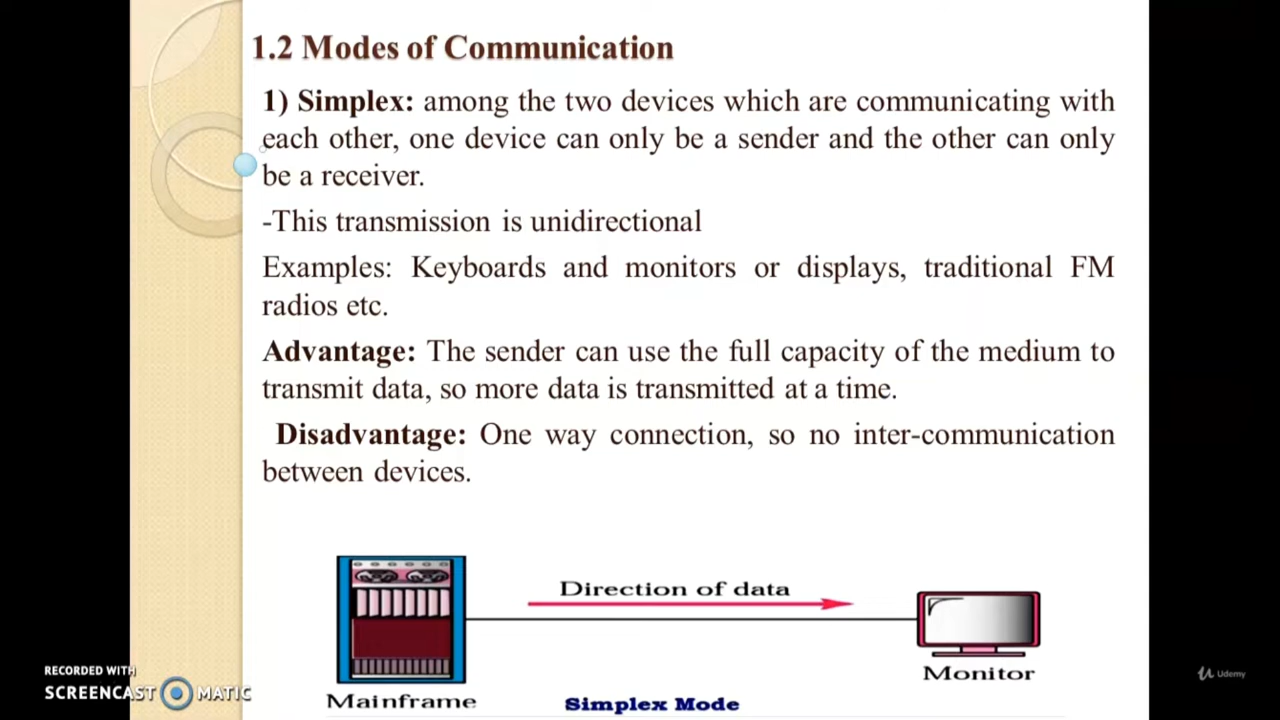 1.2 Modes of Communication
1) Simplex: among the two devices which are communicating with
each other, one device can only be a sender and the other can only
be a receiver.
-This transmission is unidirectional
Examples: Keyboards and monitors or displays, traditional FM
radios etc.
Advantage: The sender can use the full capacity of the medium to
transmit data, so more data is transmitted at a time.
Disadvantage: One way connection, so no inter-communication
between devices.
Direction of data
Mainframe
Monitor
Simplex Mode
RECORDED WITH
SCREENCAST MATIC
Udemy